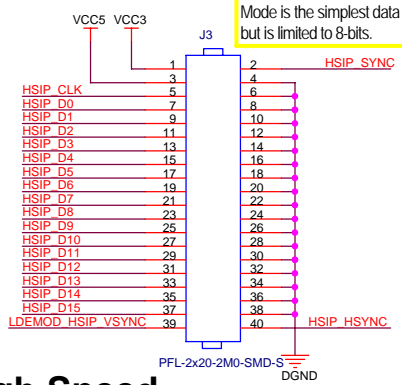 Mode is the simplest data
but is limited to 8-bits.
VCC5 VCC3
J3
1 2 HSIP_SYNC
3 4
HSIP_CLK 5 6
HSIP_D0 7 8
HSIP_D1 9 10
HSIP_D2 11 12
HSIP_D3 13 14
HSIP_D4 15 16
HSIP_D5 17 18
HSIP_D6 19 20
HSIP_D7 21 22
HSIP_D8 23 24
HSIP_D9 25 26
HSIP_D10 27 28
HSIP_D11 29 30
HSIP_D12 31 32
HSIP_D13 33 34
HSIP_D14 35 36
HSIP_D15 37 38
LDEMOD_HSIP_VSYNC 39 40 HSIP_HSYNC
PFL-2x20-2M0-SMD-S
DGND